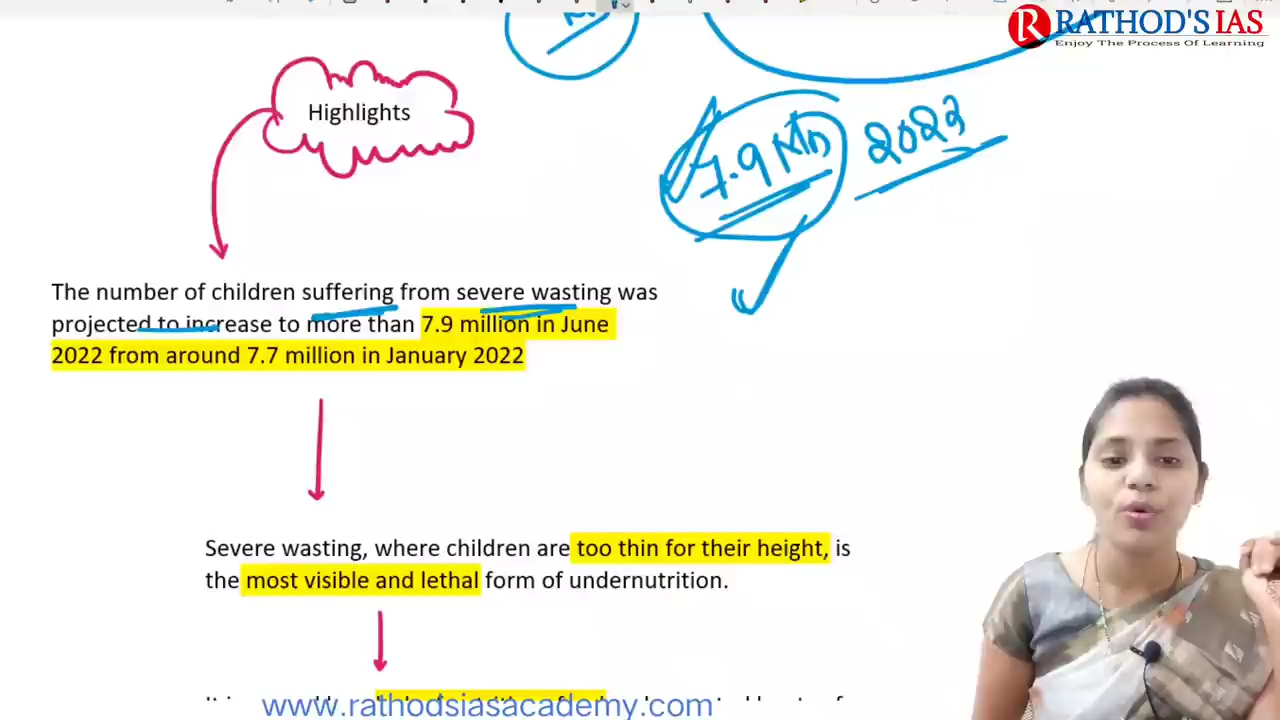 RATHOD'S IAS
Enjoy The Process Of Learning
Highlights
7.9 Mn 2022
The number of children suffering from severe wasting was
projected to increase to more than 7.9 million in June
2022 from around 7.7 million in January 2022
Severe wasting, where children are too thin for their height, is
the most visible and lethal form of undernutrition.
www.rathodsiasacademy.com